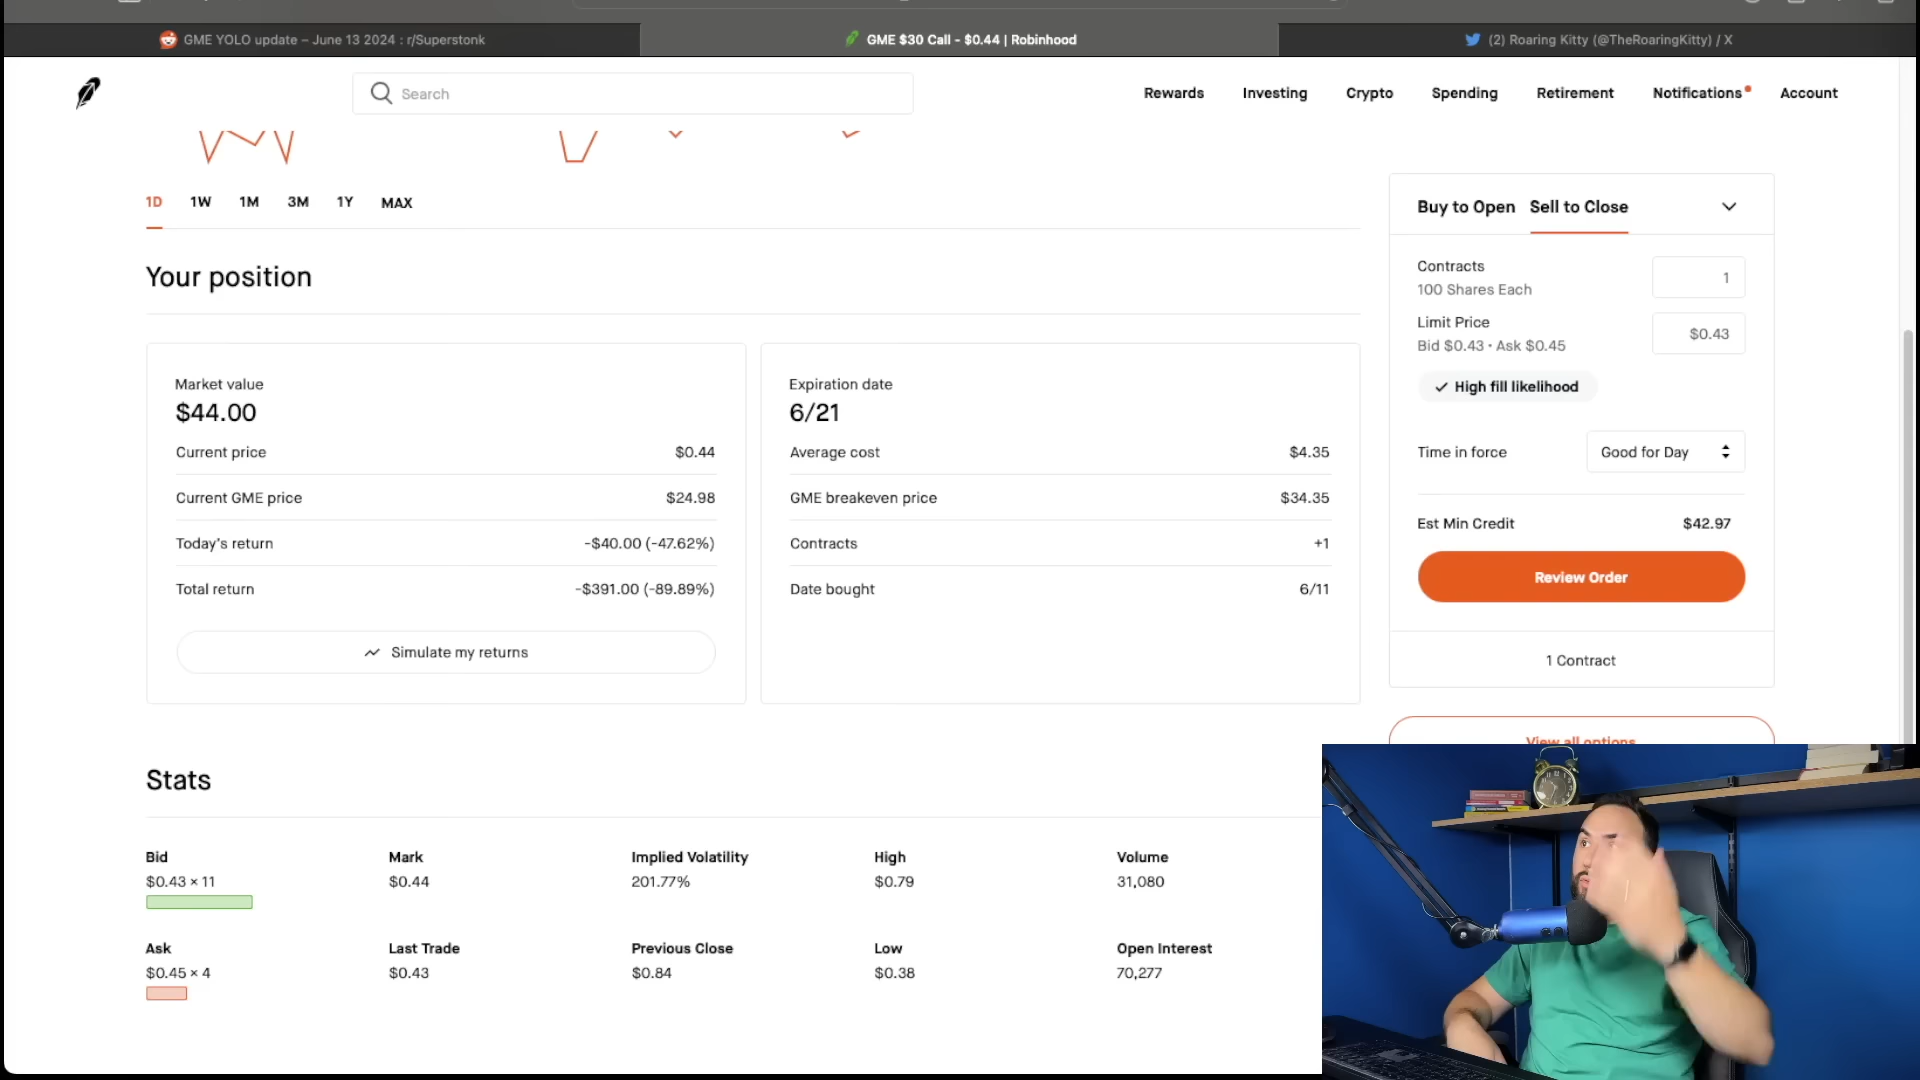 GME YOLO update – June 13 2024 : r/Superstonk
GME $30 Call - $0.44 | Robinhood
(2) Roaring Kitty (@TheRoaringKitty) / X
Search
Rewards
Investing
Crypto
Spending
Retirement
Notifications
Account
1D
1W
1M
3M
1Y
MAX
Your position
Market value
$44.00
Current price
$0.44
Current GME price
$24.98
Today's return
-$40.00 (-47.62%)
Total return
-$391.00 (-89.89%)
Simulate my returns
Expiration date
6/21
Average cost
$4.35
GME breakeven price
$34.35
Contracts
+1
Date bought
6/11
Buy to Open
Sell to Close
Contracts
100 Shares Each
1
Limit Price
Bid $0.43 • Ask $0.45
$0.43
High fill likelihood
Time in force
Good for Day
Est Min Credit
$42.97
Review Order
1 Contract
View all options
Stats
Bid
$0.43 × 11
Mark
$0.44
Implied Volatility
201.77%
High
$0.79
Volume
31,080
Ask
$0.45 × 4
Last Trade
$0.43
Previous Close
$0.84
Low
$0.38
Open Interest
70,277